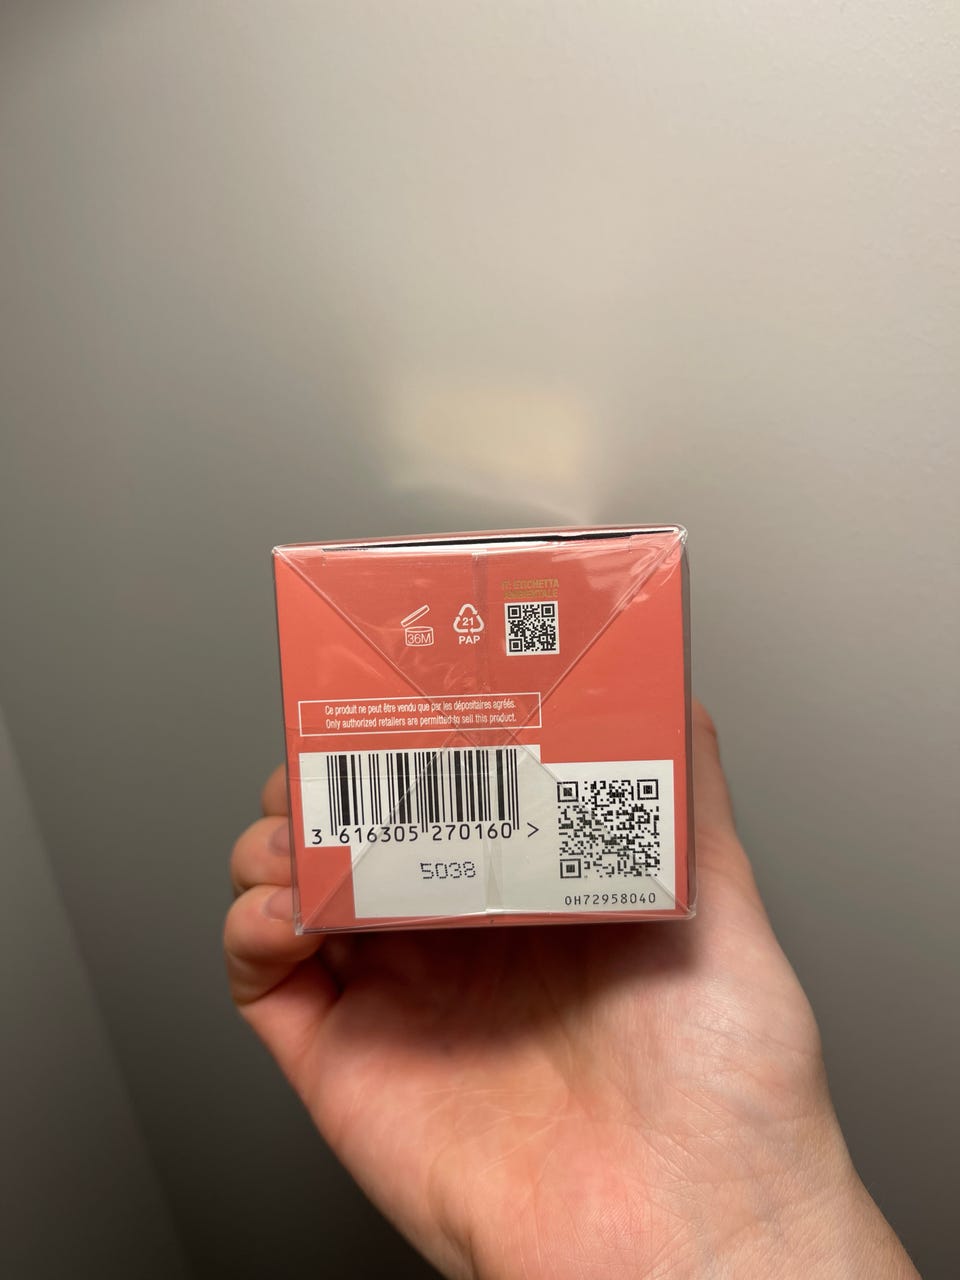 IT: ETICHETTA
AMBIENTALE
36M
21
PAP
Ce produit ne peut être vendu que par les dépositaires agréés.
Only authorized retailers are permitted to sell this product.
3 616305 270160 >
5038
0H72958040